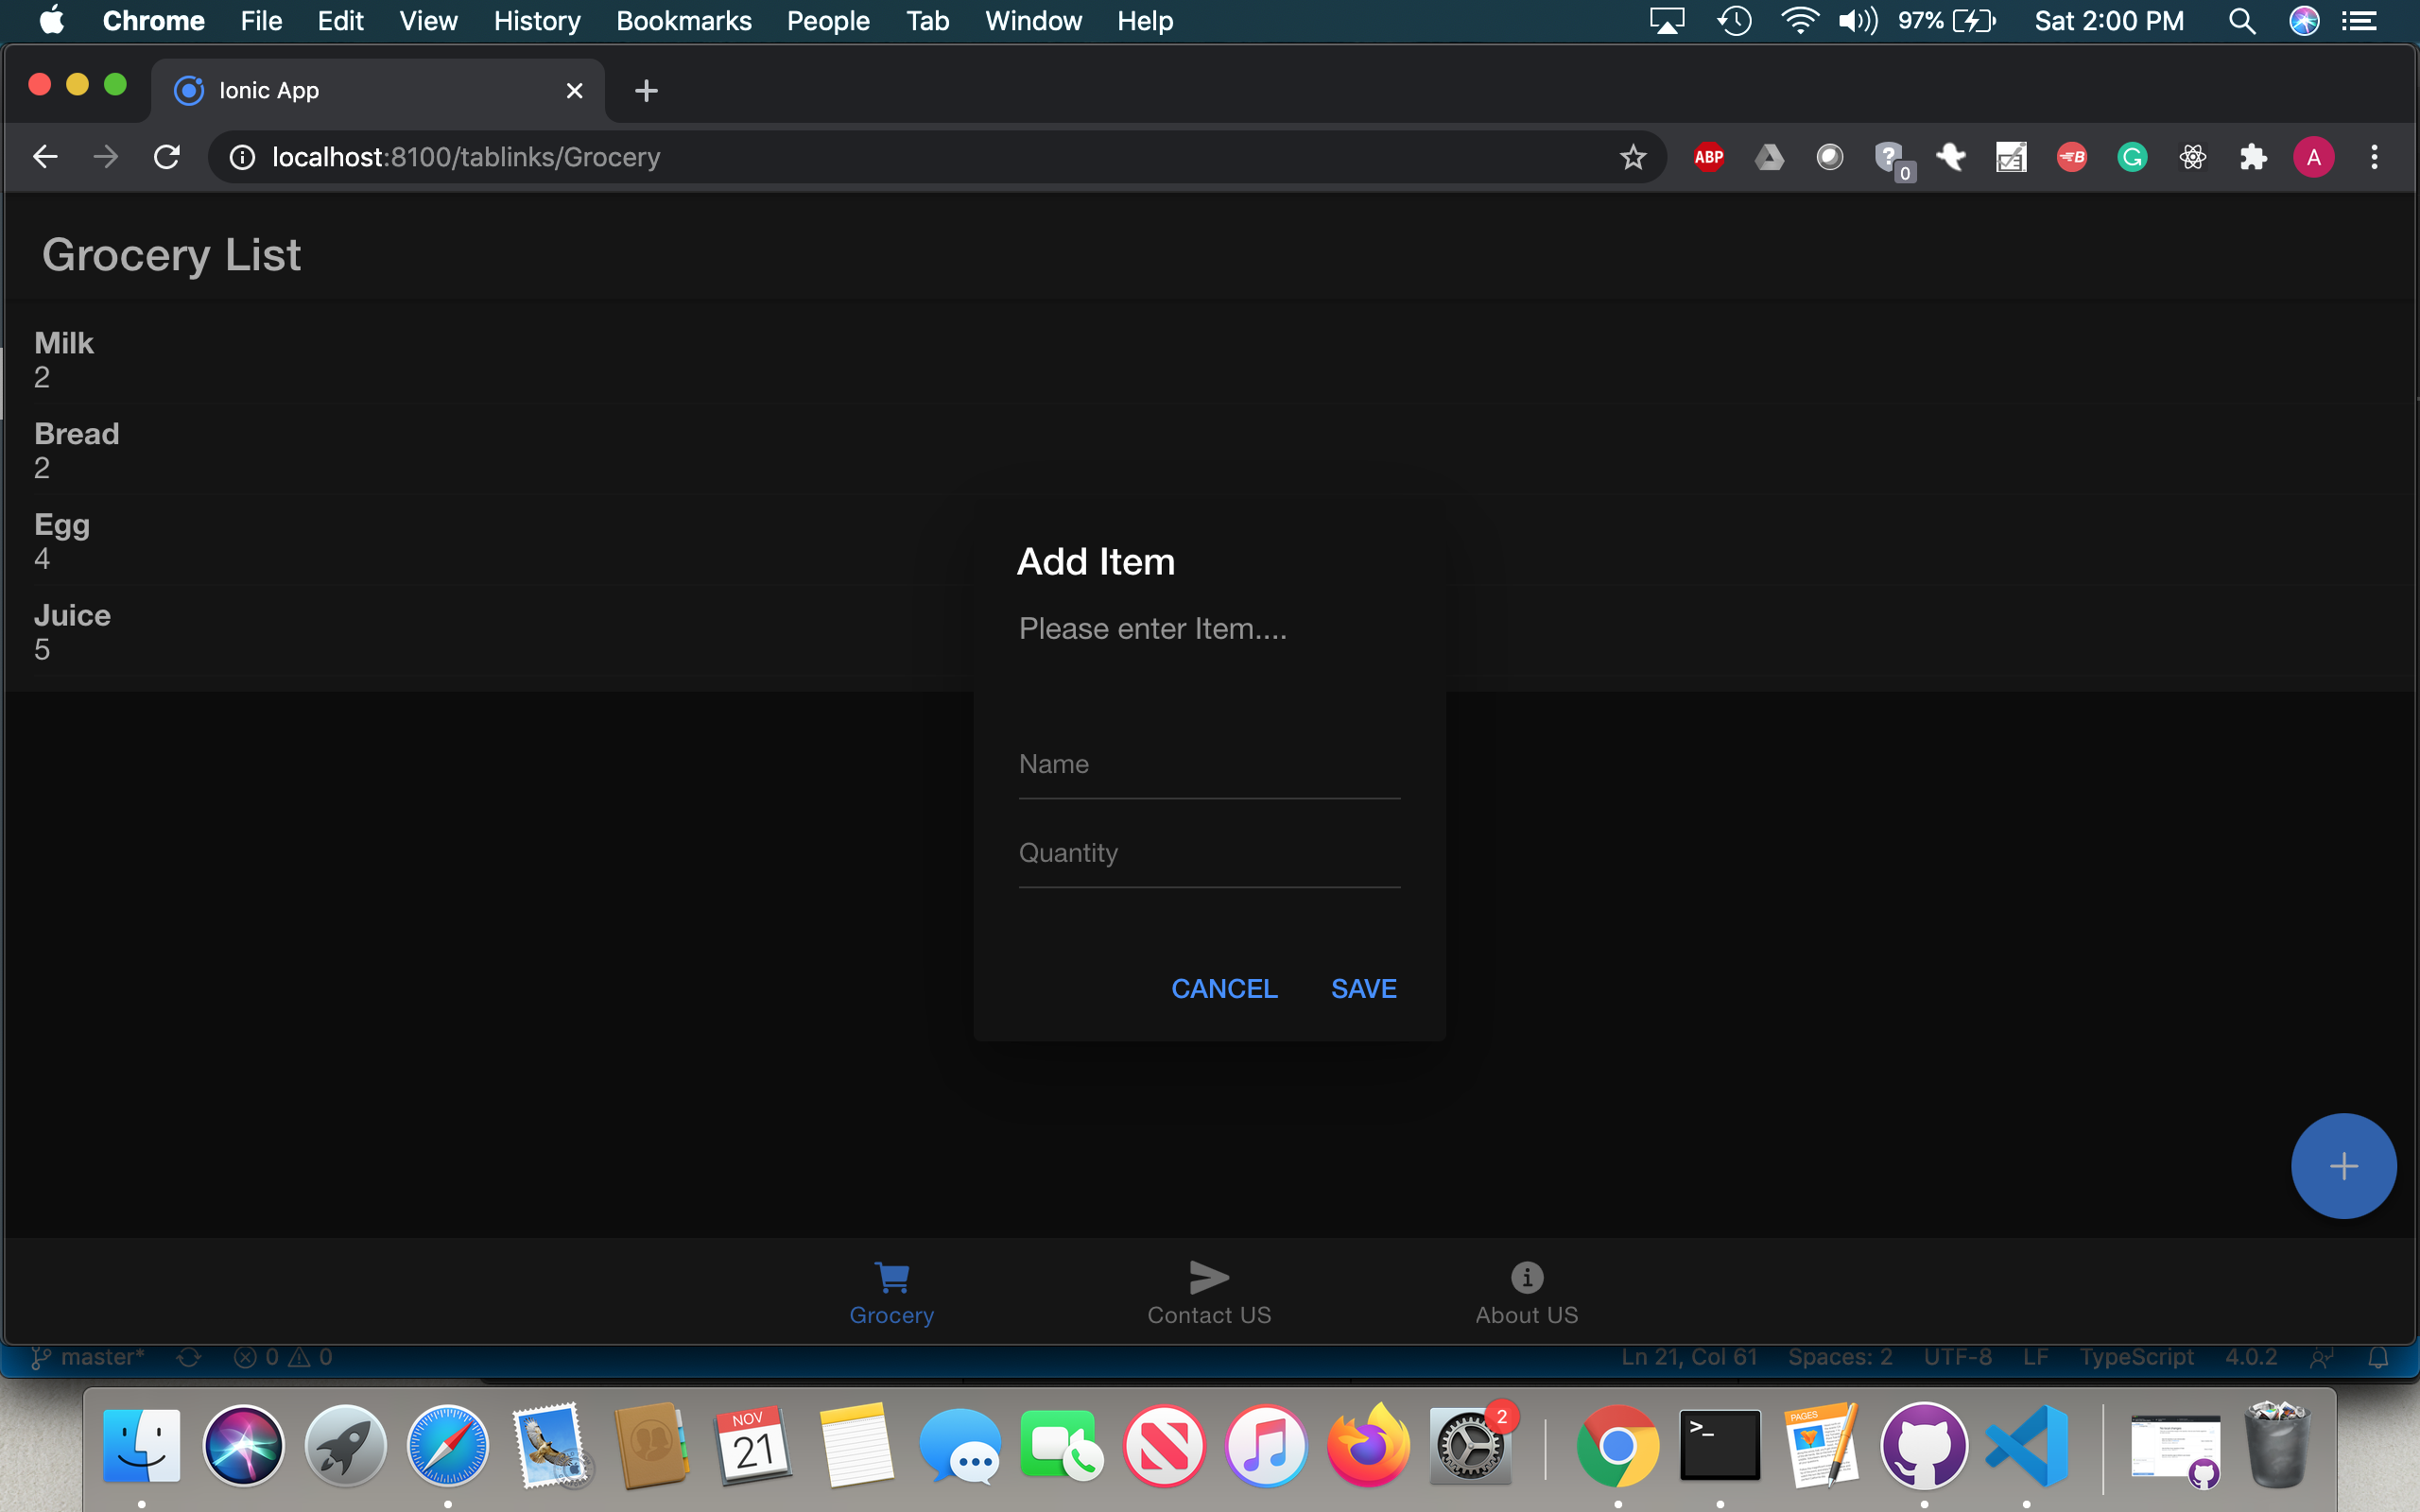 Chrome File Edit View History Bookmarks People Tab Window Help 97% Sat 2:00 PM
Ionic App
localhost:8100/tablinks/Grocery ABP ? 0 B G A
Grocery List
Milk
2
Bread
2
Egg
4
Juice
5
Add Item
Please enter Item....
Name
Quantity
CANCEL SAVE
Grocery Contact US About US
master* 0 0 Ln 21, Col 61 Spaces: 2 UTF-8 LF TypeScript 4.0.2
NOV
21
2
>_
PAGES